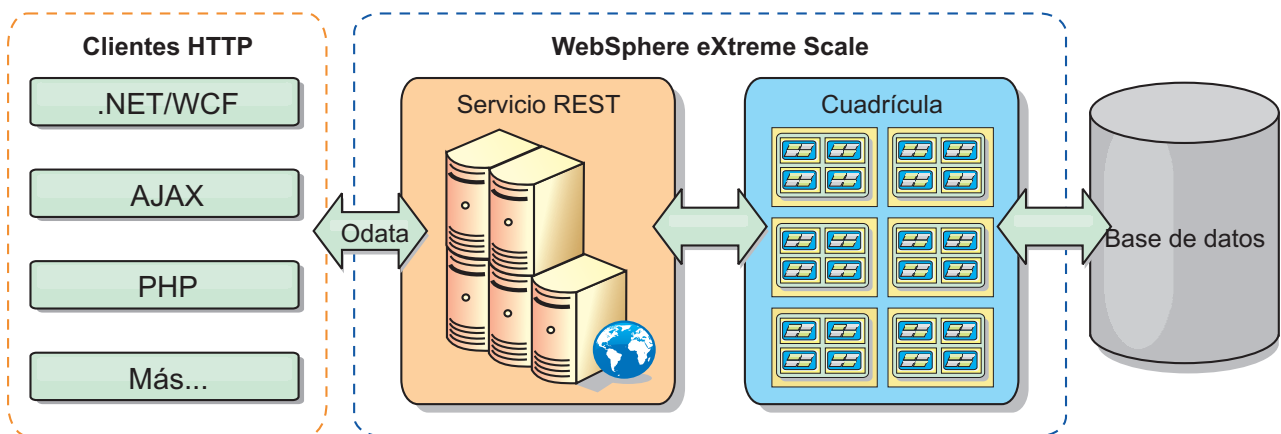 Clientes HTTP
.NET/WCF
AJAX
PHP
Más...
Odata
WebSphere eXtreme Scale
Servicio REST
Cuadrícula
Base de datos